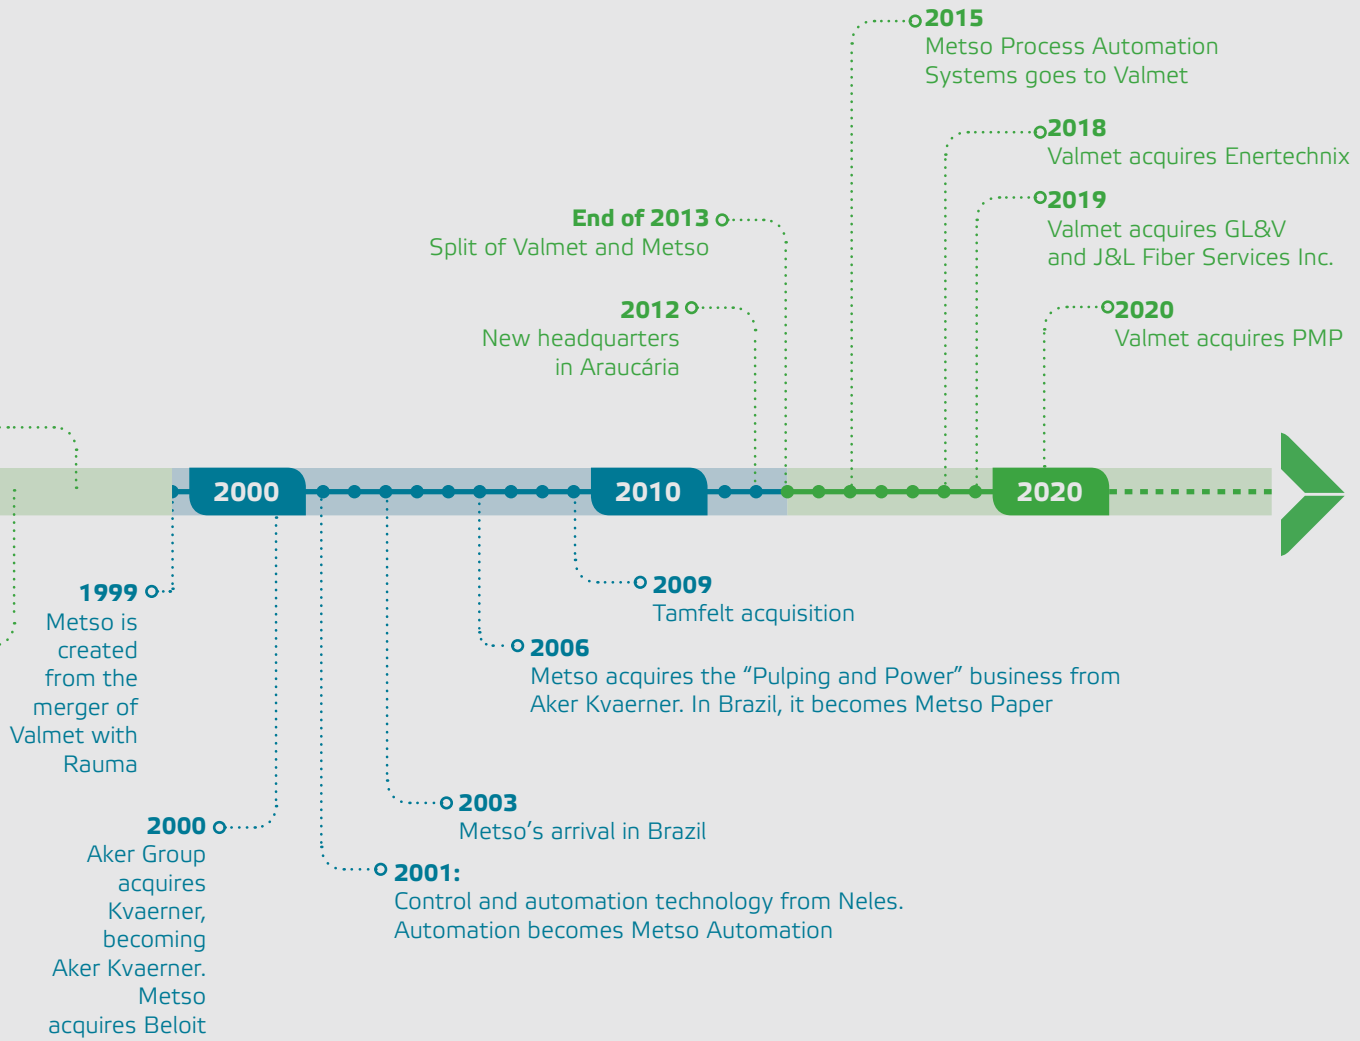 2015
Metso Process Automation
Systems goes to Valmet
2018
Valmet acquires Enertechnix
2019
Valmet acquires GL&V
and J&L Fiber Services Inc.
End of 2013
Split of Valmet and Metso
2012
New headquarters
in Araucária
2020
Valmet acquires PMP
2000
2010
2020
1999
Metso is
created
from the
merger of
Valmet with
Rauma
2009
Tamfelt acquisition
2006
Metso acquires the “Pulping and Power” business from
Aker Kvaerner. In Brazil, it becomes Metso Paper
2003
Metso’s arrival in Brazil
2000
Aker Group
acquires
Kvaerner,
becoming
Aker Kvaerner.
Metso
acquires Beloit
2001:
Control and automation technology from Neles.
Automation becomes Metso Automation